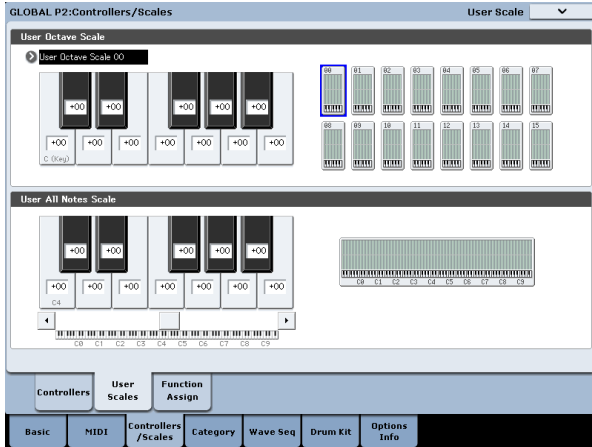 GLOBAL P2:Controllers/Scales User Scale
User Octave Scale
User Octave Scale 00
+00 +00 +00 +00 +00
+00 +00 +00 +00 +00 +00 +00
C (Key)
00 01 02 03 04 05 06 07
08 09 10 11 12 13 14 15
User All Notes Scale
+00 +00 +00 +00 +00
+00 +00 +00 +00 +00 +00 +00
C4
C0 C1 C2 C3 C4 C5 C6 C7 C8 C9
C0 C1 C2 C3 C4 C5 C6 C7 C8 C9
Controllers
User
Scales
Function
Assign
Basic
MIDI
Controllers
/Scales
Category
Wave Seq
Drum Kit
Options
Info